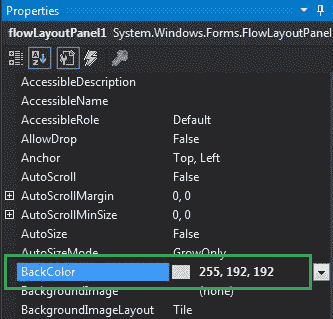 Properties
flowLayoutPanel1 System.Windows.Forms.FlowLayoutPanel
AccessibleDescription
AccessibleName
AccessibleRole Default
AllowDrop False
Anchor Top, Left
AutoScroll False
AutoScrollMargin 0, 0
AutoScrollMinSize 0, 0
AutoSize False
AutoSizeMode GrowOnly
BackColor 255, 192, 192
BackgroundImage (none)
BackgroundImageLayout Tile